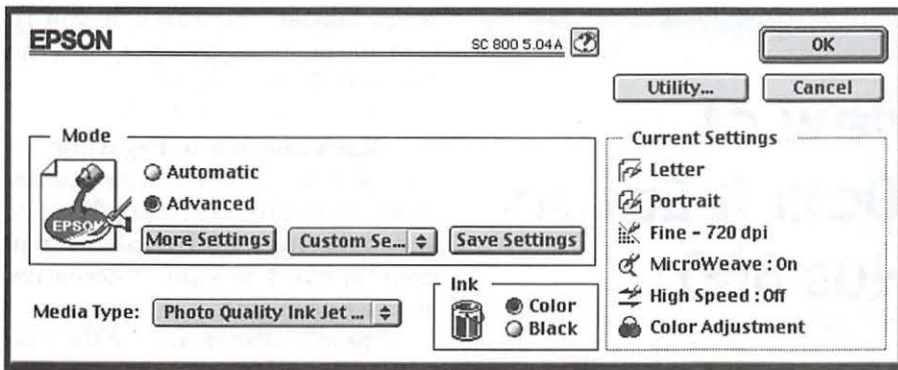 EPSON
SC 800 5.04A
OK
Utility...
Cancel
Mode
Automatic
Advanced
EPSON
More Settings
Custom Se...
Save Settings
Media Type:
Photo Quality Ink Jet ...
Ink
Color
Black
Current Settings
Letter
Portrait
Fine - 720 dpi
MicroWeave : On
High Speed : Off
Color Adjustment